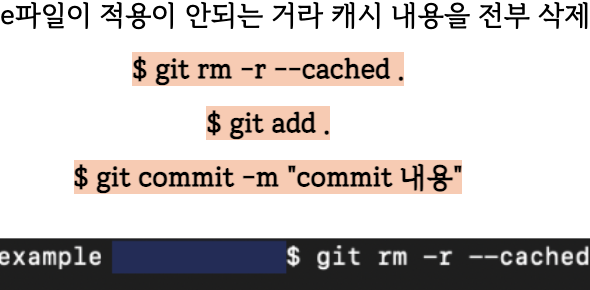 e파일이 적용이 안되는 거라 캐시 내용을 전부 삭제
$ git rm -r --cached .
$ git add .
$ git commit -m "commit 내용"
example $ git rm -r --cached